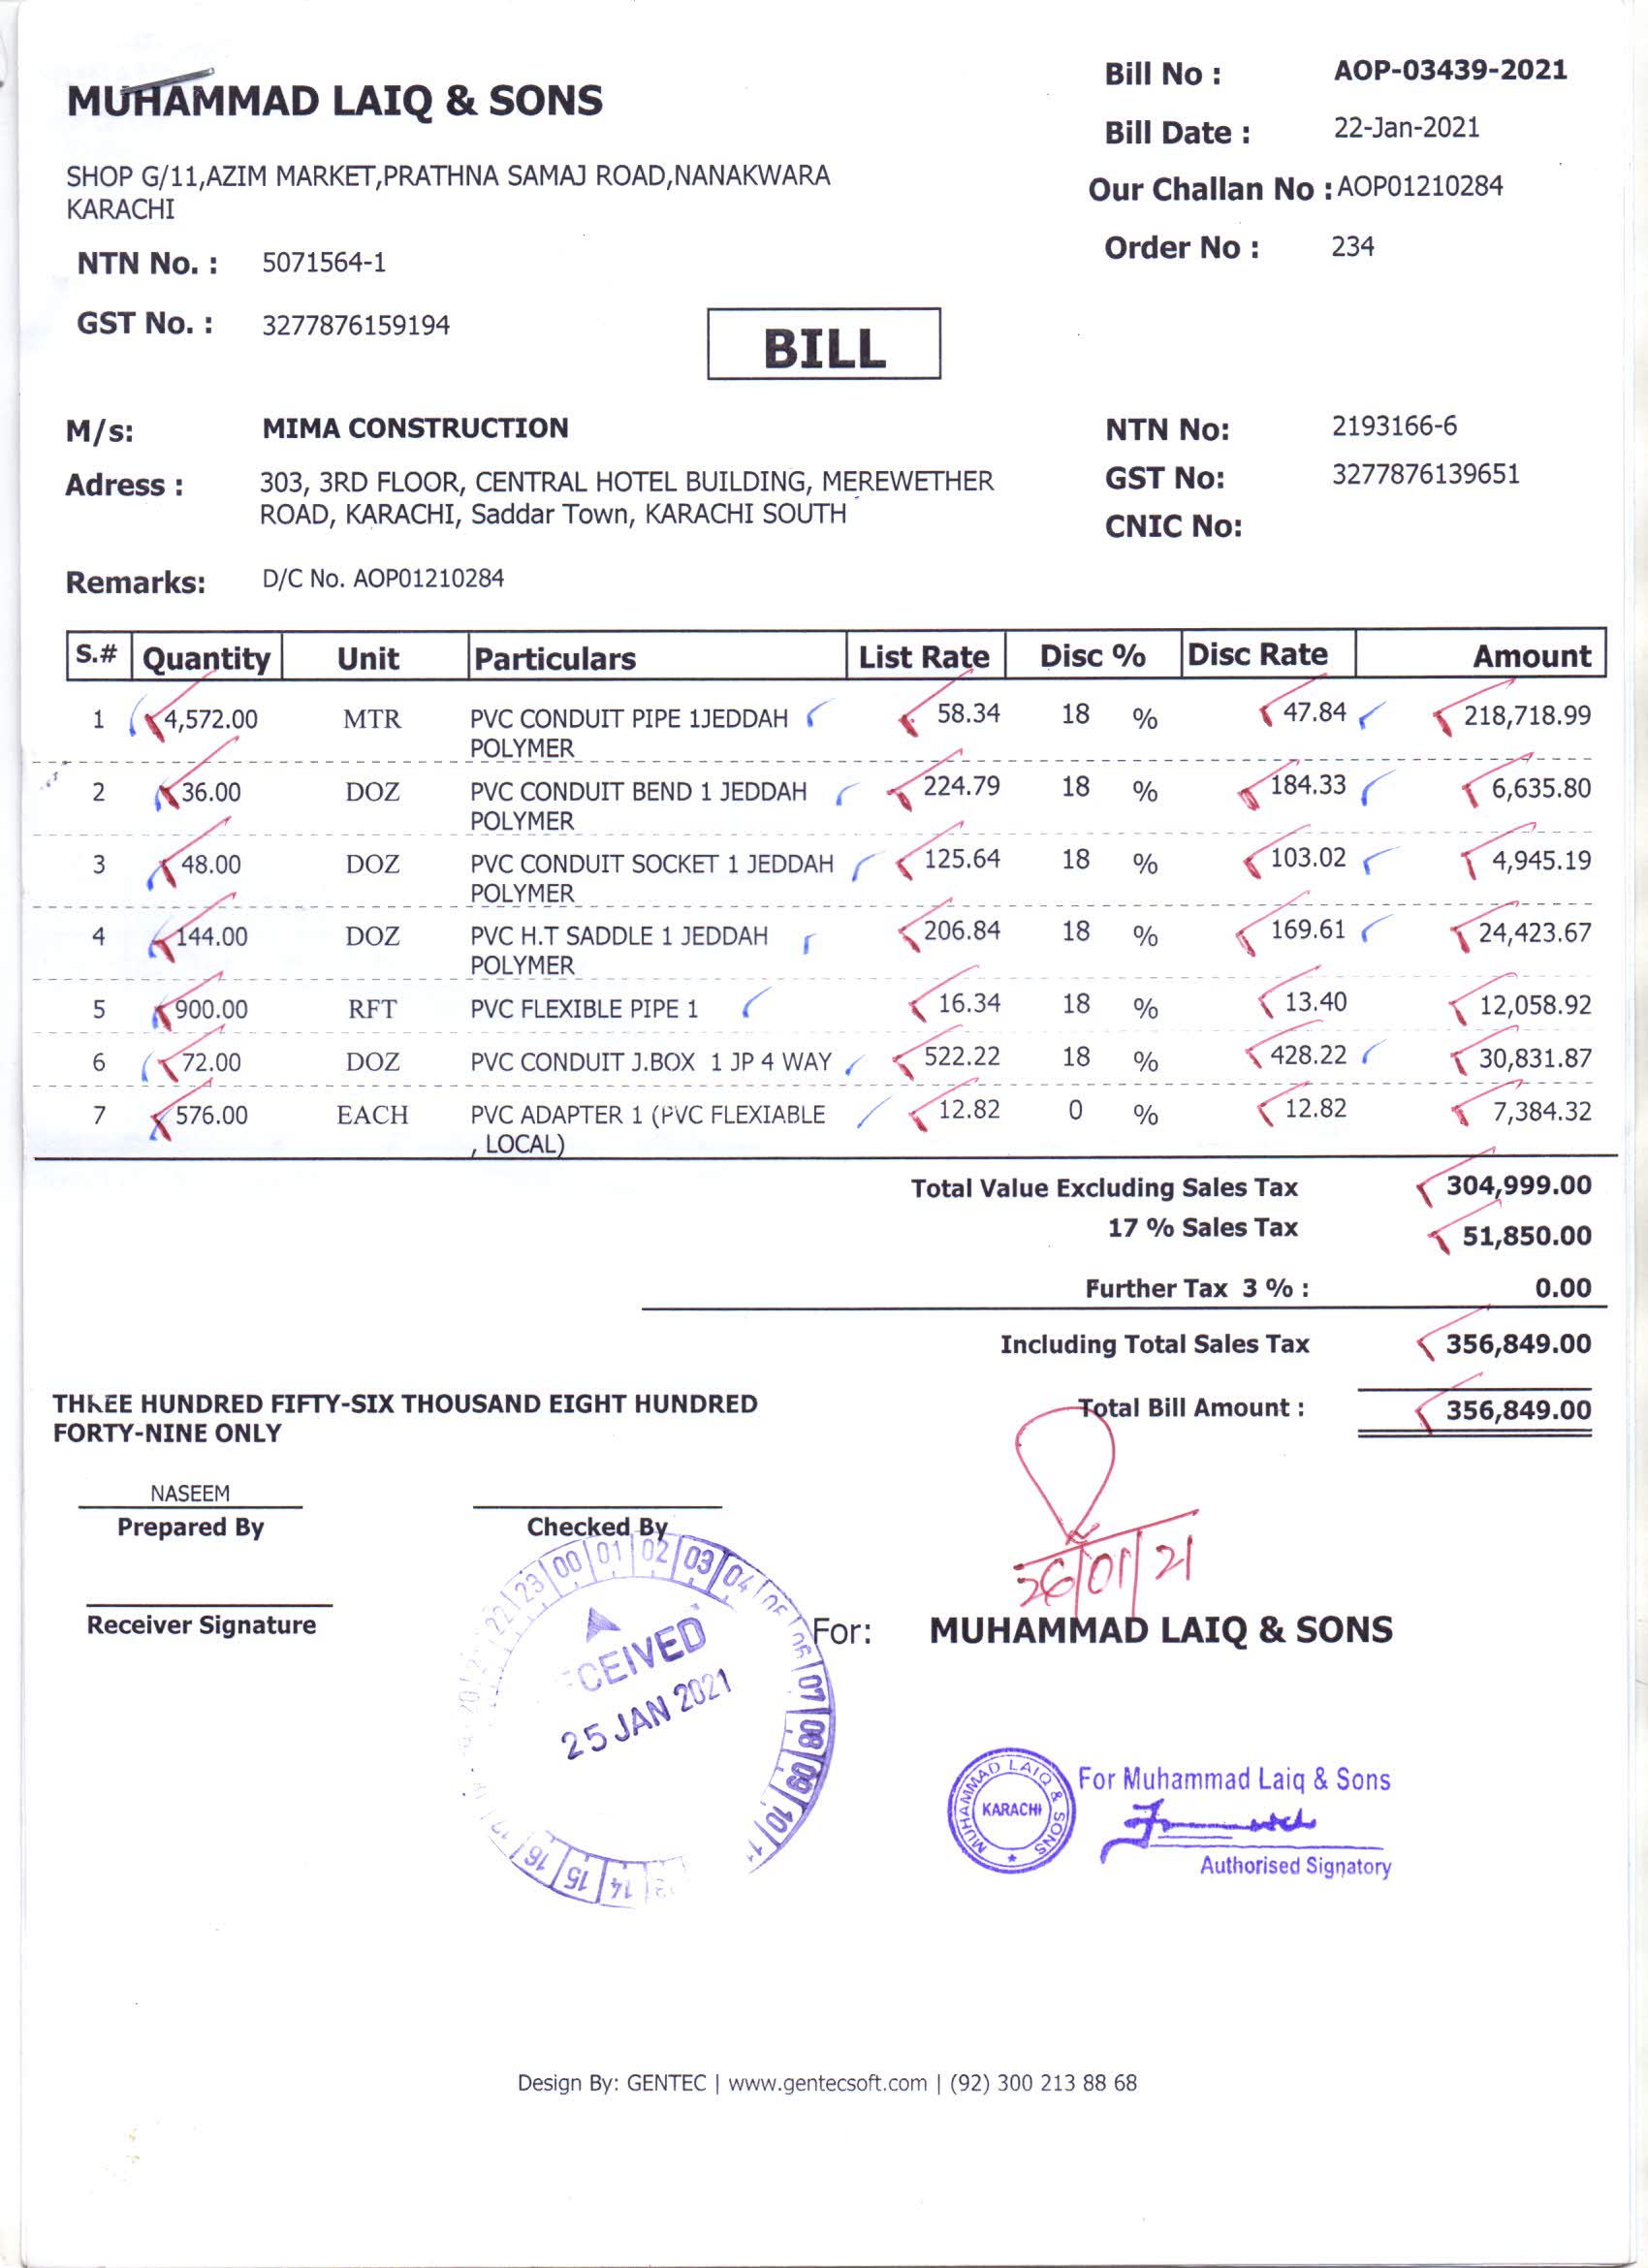 MUHAMMAD LAIQ & SONS
SHOP G/11,AZIM MARKET,PRATHNA SAMAJ ROAD,NANAKWARA
KARACHI
NTN No. : 5071564-1
GST No. : 3277876159194
Bill No : AOP-03439-2021
Bill Date : 22-Jan-2021
Our Challan No : AOP01210284
Order No : 234
BILL
M/s: MIMA CONSTRUCTION
Adress : 303, 3RD FLOOR, CENTRAL HOTEL BUILDING, MEREWETHER
ROAD, KARACHI, Saddar Town, KARACHI SOUTH
NTN No: 2193166-6
GST No: 3277876139651
CNIC No:
Remarks: D/C No. AOP01210284
S.# Quantity Unit Particulars List Rate Disc % Disc Rate Amount
1 4,572.00 MTR PVC CONDUIT PIPE 1JEDDAH 58.34 18 % 47.84 218,718.99
POLYMER
2 36.00 DOZ PVC CONDUIT BEND 1 JEDDAH 224.79 18 % 184.33 6,635.80
POLYMER
3 48.00 DOZ PVC CONDUIT SOCKET 1 JEDDAH 125.64 18 % 103.02 4,945.19
POLYMER
4 144.00 DOZ PVC H.T SADDLE 1 JEDDAH 206.84 18 % 169.61 24,423.67
POLYMER
5 900.00 RFT PVC FLEXIBLE PIPE 1 16.34 18 % 13.40 12,058.92
6 72.00 DOZ PVC CONDUIT J.BOX 1 JP 4 WAY 522.22 18 % 428.22 30,831.87
7 576.00 EACH PVC ADAPTER 1 (PVC FLEXIABLE 12.82 0 % 12.82 7,384.32
, LOCAL)
Total Value Excluding Sales Tax 304,999.00
17 % Sales Tax 51,850.00
Further Tax 3 % : 0.00
Including Total Sales Tax 356,849.00
THREE HUNDRED FIFTY-SIX THOUSAND EIGHT HUNDRED
FORTY-NINE ONLY
Total Bill Amount : 356,849.00
NASEEM
Prepared By
Checked By
26/01/21
Receiver Signature
00 01 02 03 04 07 08 09 10 14 15 16 22 23
25 JAN 2021
For: MUHAMMAD LAIQ & SONS
MUHAMMAD LAIQ & SONS
KARACHI
For Muhammad Laiq & Sons
Authorised Signatory
Design By: GENTEC | www.gentecsoft.com | (92) 300 213 88 68